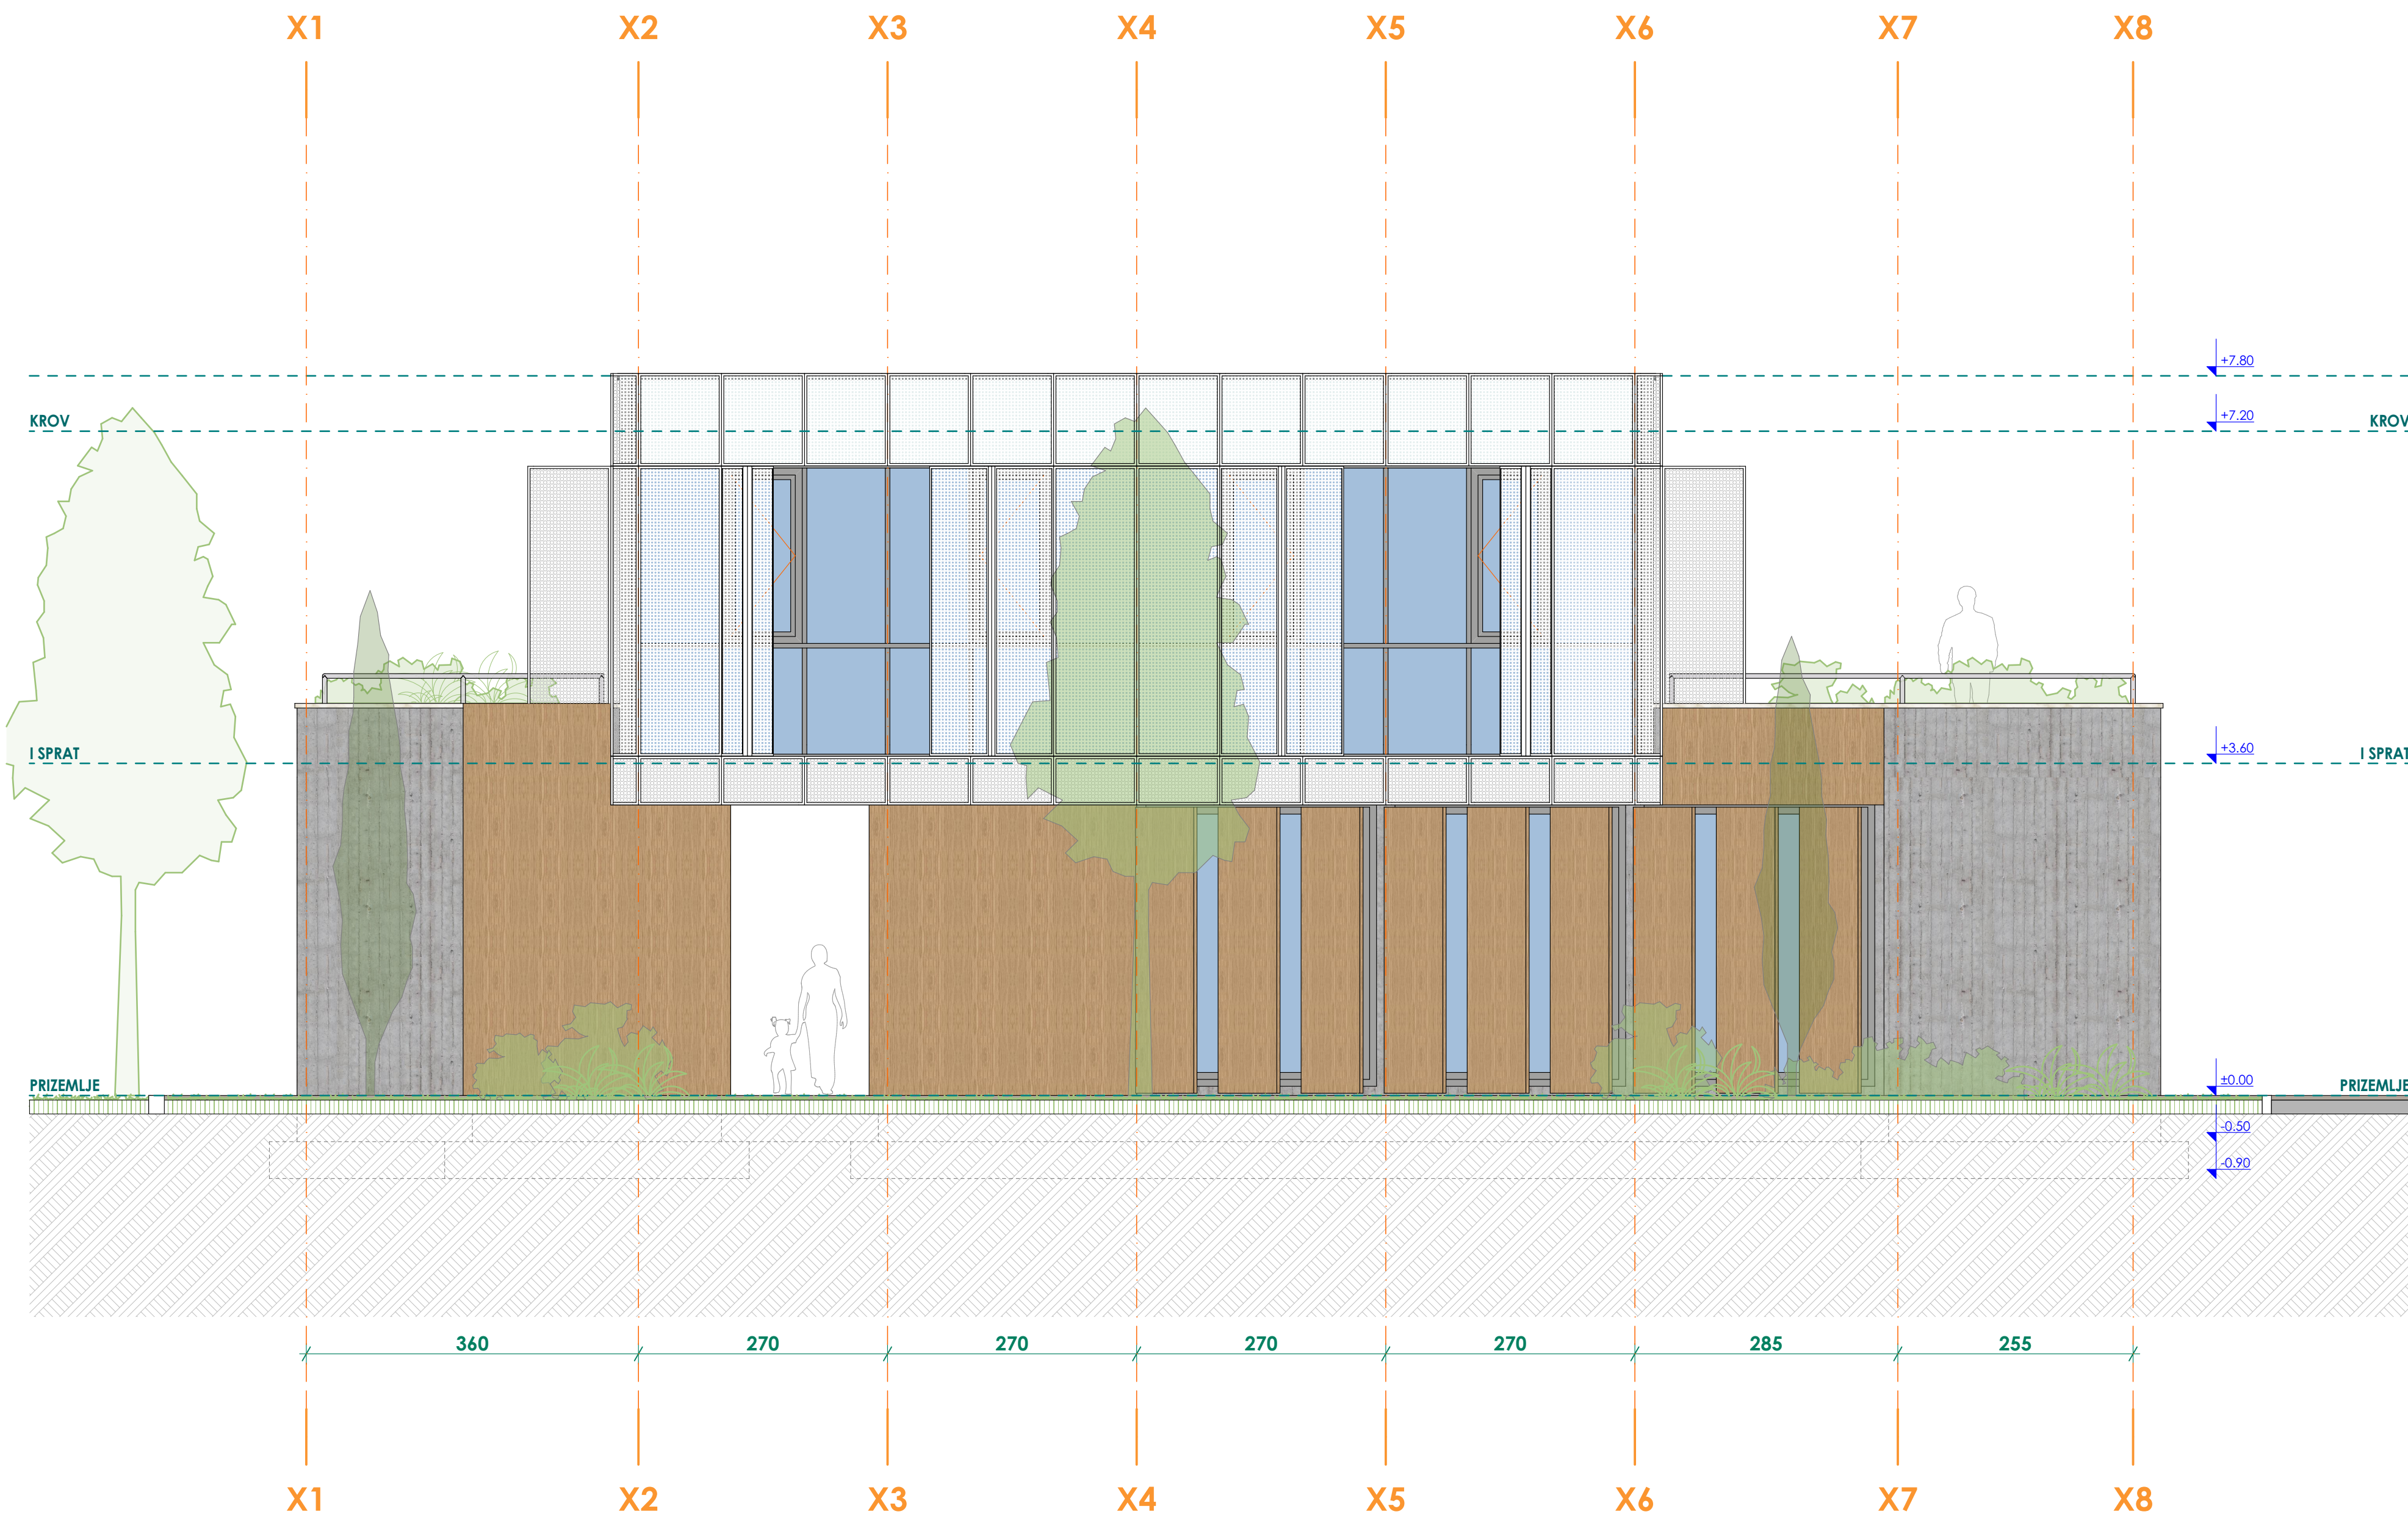 X1 X2 X3 X4 X5 X6 X7 X8
+7.80
KROV +7.20 KROV
I SPRAT +3.60 I SPRAT
PRIZEMLJE ±0.00 PRIZEMLJE
-0.50
-0.90
360 270 270 270 270 285 255
X1 X2 X3 X4 X5 X6 X7 X8